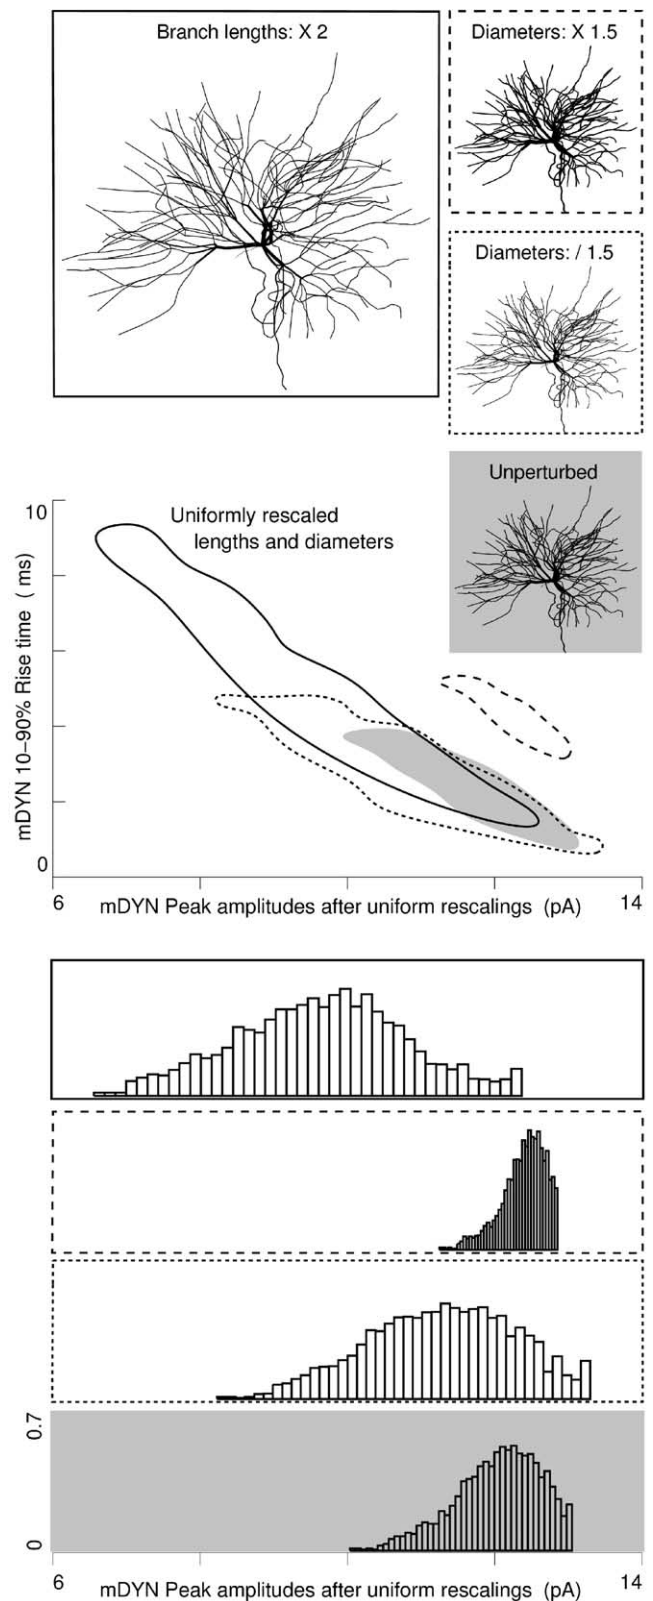 Branch lengths: X 2
Diameters: X 1.5
Diameters: / 1.5
Unperturbed
Uniformly rescaled
lengths and diameters
10
mDYN 10–90% Rise time ( ms)
0
6
14
mDYN Peak amplitudes after uniform rescalings (pA)
0.7
0
6
14
mDYN Peak amplitudes after uniform rescalings (pA)